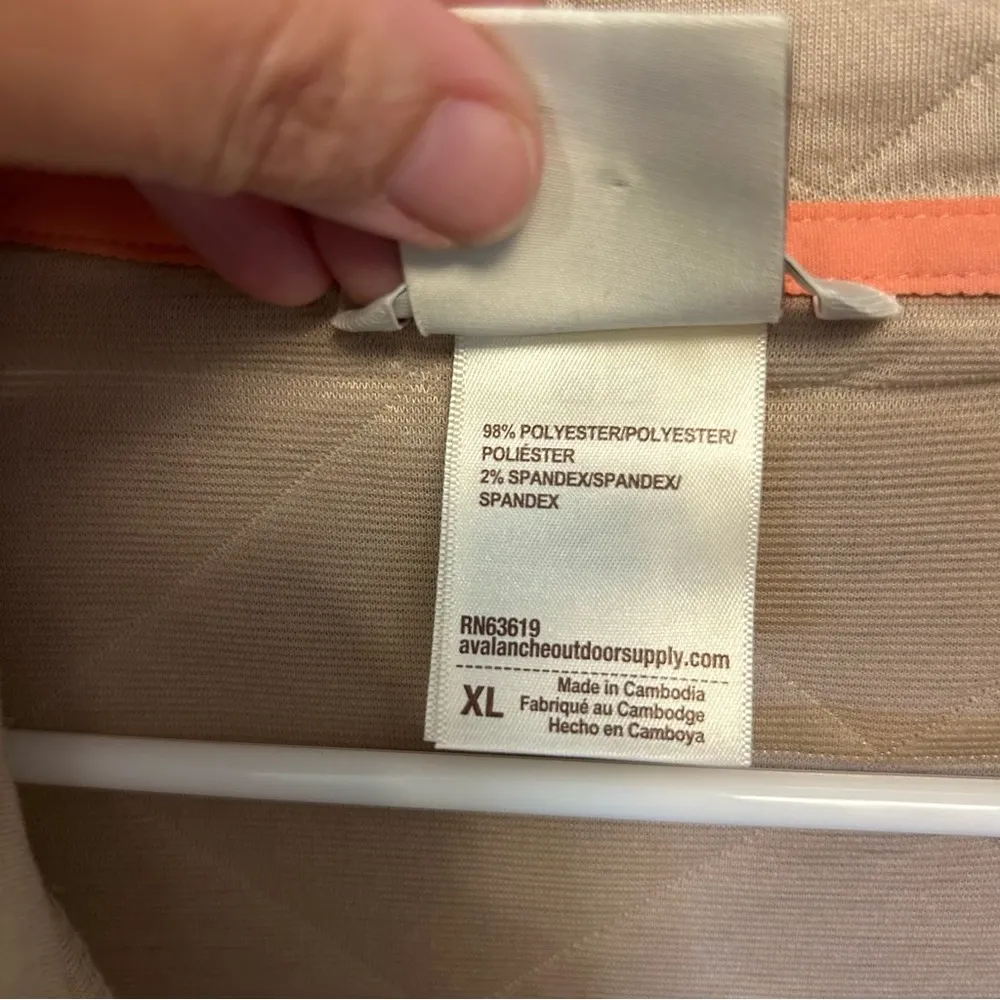 98% POLYESTER/POLYESTER/
POLIÉSTER
2% SPANDEX/SPANDEX/
SPANDEX
RN63619
avalancheoutdoorsupply.com
XL
Made in Cambodia
Fabriqué au Cambodge
Hecho en Camboya